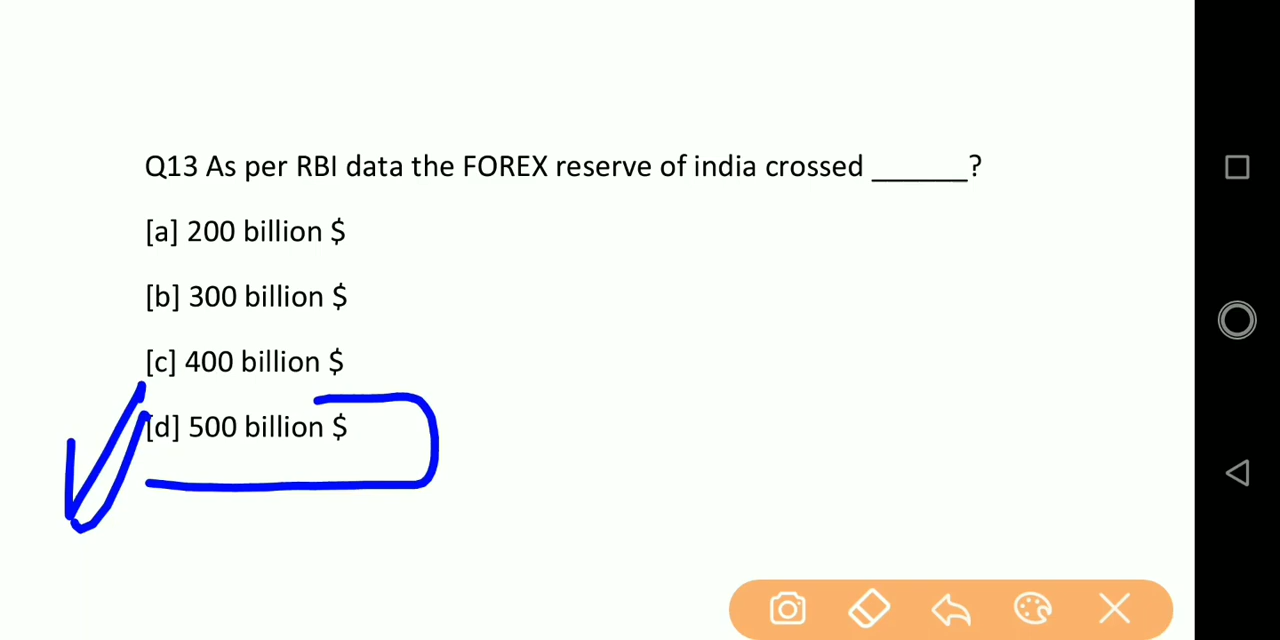 Q13 As per RBI data the FOREX reserve of india crossed ______?
[a] 200 billion $
[b] 300 billion $
[c] 400 billion $
[d] 500 billion $